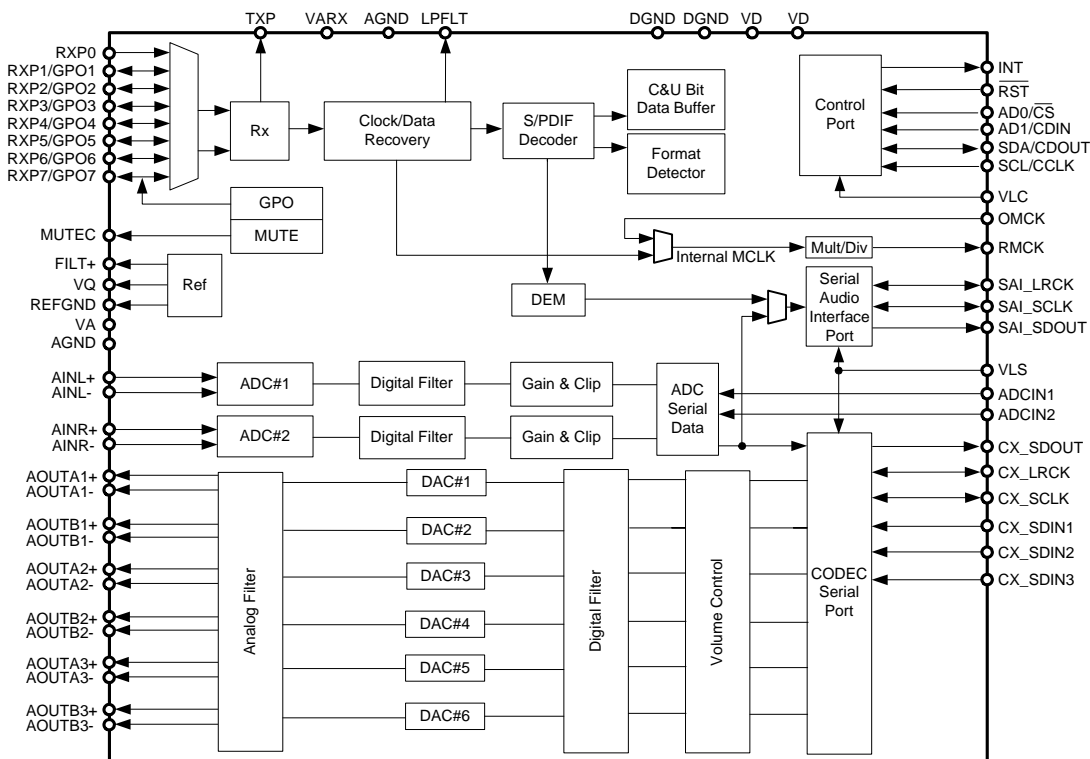 TXP VARX AGND LPFLT DGND DGND VD VD
RXP0
RXP1/GPO1
RXP2/GPO2
RXP3/GPO3
RXP4/GPO4
RXP5/GPO5
RXP6/GPO6
RXP7/GPO7
MUTEC
FILT+
VQ
REFGND
VA
AGND
AINL+
AINL-
AINR+
AINR-
AOUTA1+
AOUTA1-
AOUTB1+
AOUTB1-
AOUTA2+
AOUTA2-
AOUTB2+
AOUTB2-
AOUTA3+
AOUTA3-
AOUTB3+
AOUTB3-
Rx
Clock/Data
Recovery
S/PDIF
Decoder
C&U Bit
Data Buffer
Format
Detector
GPO
MUTE
Ref
Internal MCLK
Mult/Div
DEM
Serial
Audio
Interface
Port
Control
Port
ADC#1
Digital Filter
Gain & Clip
ADC#2
Digital Filter
Gain & Clip
ADC
Serial
Data
Analog Filter
DAC#1
DAC#2
DAC#3
DAC#4
DAC#5
DAC#6
Digital Filter
Volume Control
CODEC
Serial
Port
INT
RST
AD0/CS
AD1/CDIN
SDA/CDOUT
SCL/CCLK
VLC
OMCK
RMCK
SAI_LRCK
SAI_SCLK
SAI_SDOUT
VLS
ADCIN1
ADCIN2
CX_SDOUT
CX_LRCK
CX_SCLK
CX_SDIN1
CX_SDIN2
CX_SDIN3